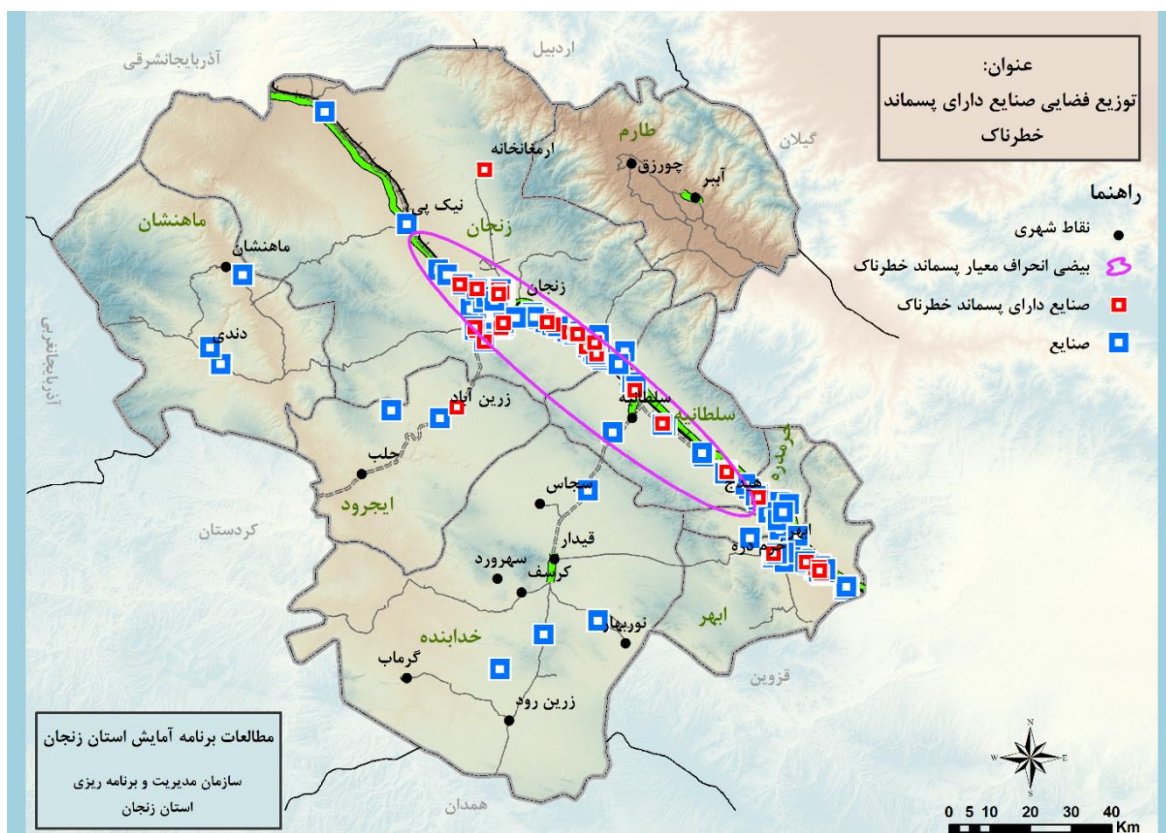 عنوان:
توزیع فضایی صنایع دارای پسماند
خطرناک
راهنما
نقاط شهری
بیضی انحراف معیار پسماند خطرناک
صنایع دارای پسماند خطرناک
صنایع
اردبیل
آذربایجانشرقی
گیلان
طارم
ارمغانخانه
چورزق
آببر
نیک پی
زنجان
ماهنشان
ماهنشان
زنجان
دندی
آذربایجانغربی
سلطانیه
سلطانیه
زرین آباد
خرمدره
حلب
هیدج
سجاس
ایجرود
ابهر
کردستان
خرم دره
قیدار
سهرورد
کرسف
ابهر
نوربهار
خدابنده
قزوین
گرماب
زرین رود
همدان
مطالعات برنامه آمایش استان زنجان
سازمان مدیریت و برنامه ریزی
استان زنجان
N
W E
S
0 5 10 20 30 40
Km